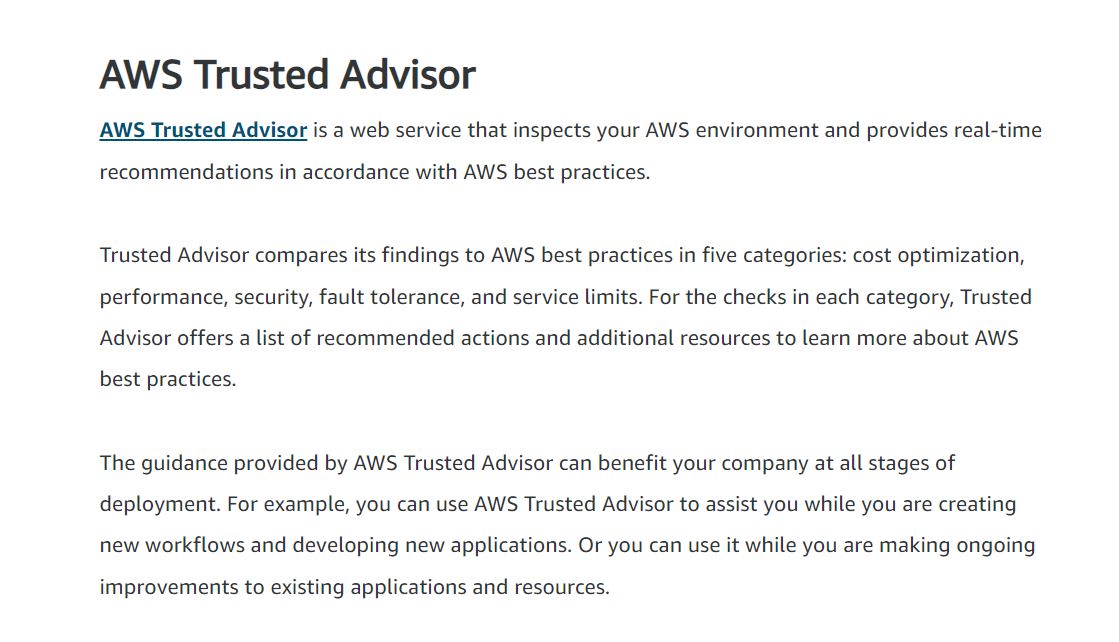 AWS Trusted Advisor
AWS Trusted Advisor is a web service that inspects your AWS environment and provides real-time
recommendations in accordance with AWS best practices.
Trusted Advisor compares its findings to AWS best practices in five categories: cost optimization,
performance, security, fault tolerance, and service limits. For the checks in each category, Trusted
Advisor offers a list of recommended actions and additional resources to learn more about AWS
best practices.
The guidance provided by AWS Trusted Advisor can benefit your company at all stages of
deployment. For example, you can use AWS Trusted Advisor to assist you while you are creating
new workflows and developing new applications. Or you can use it while you are making ongoing
improvements to existing applications and resources.